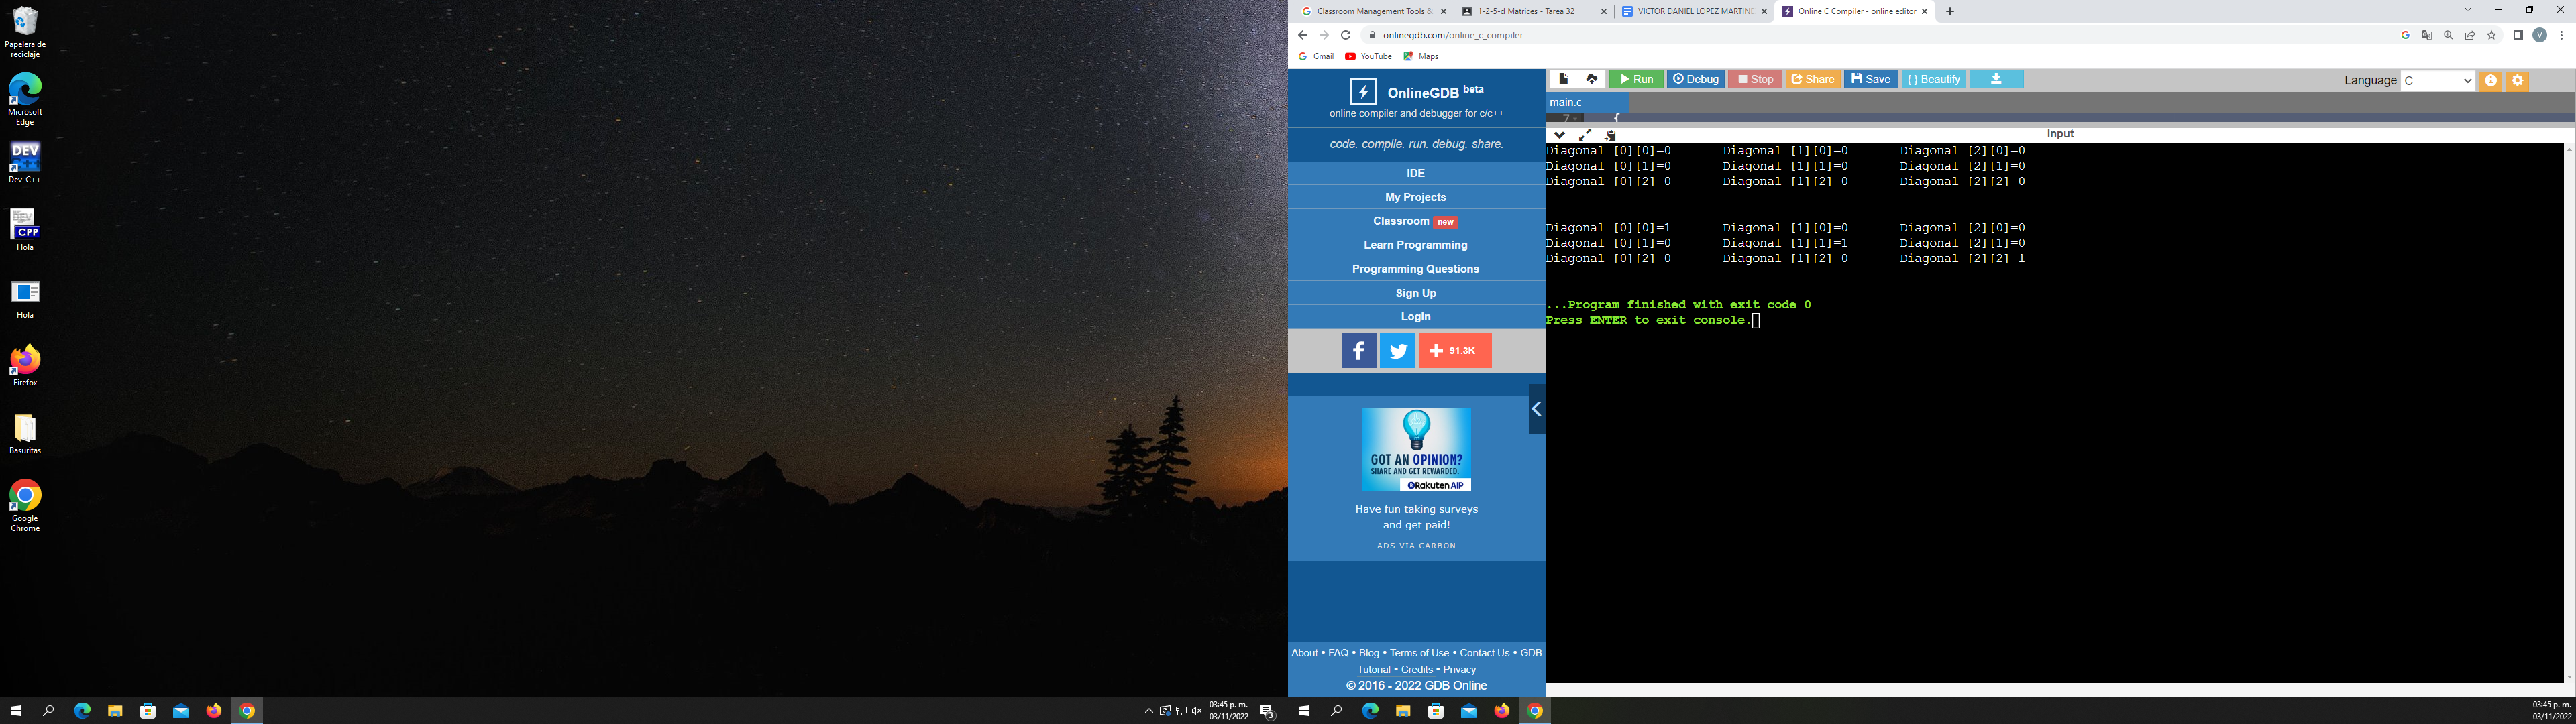 Papelera de
reciclaje
Microsoft
Edge
DEV
Dev-C++
CPP
Hola
Hola
Firefox
Basuritas
Google
Chrome
03:45 p. m.
03/11/2022
3
Classroom Management Tools &
1-2-5-d Matrices - Tarea 32
VICTOR DANIEL LOPEZ MARTINE
Online C Compiler - online editor
onlinegdb.com/online_c_compiler
V
Gmail YouTube Maps
OnlineGDB beta
online compiler and debugger for c/c++
code. compile. run. debug. share.
IDE
My Projects
Classroom new
Learn Programming
Programming Questions
Sign Up
Login
f
91.3K
GOT AN OPINION?
SHARE AND GET REWARDED.
Rakuten AIP
Have fun taking surveys
and get paid!
ADS VIA CARBON
About • FAQ • Blog • Terms of Use • Contact Us • GDB
Tutorial • Credits • Privacy
© 2016 - 2022 GDB Online
Run Debug Stop Share Save { } Beautify
Language C
main.c
7 {
input
Diagonal [0][0]=0 Diagonal [1][0]=0 Diagonal [2][0]=0
Diagonal [0][1]=0 Diagonal [1][1]=0 Diagonal [2][1]=0
Diagonal [0][2]=0 Diagonal [1][2]=0 Diagonal [2][2]=0
Diagonal [0][0]=1 Diagonal [1][0]=0 Diagonal [2][0]=0
Diagonal [0][1]=0 Diagonal [1][1]=1 Diagonal [2][1]=0
Diagonal [0][2]=0 Diagonal [1][2]=0 Diagonal [2][2]=1
...Program finished with exit code 0
Press ENTER to exit console.
03:45 p. m.
03/11/2022